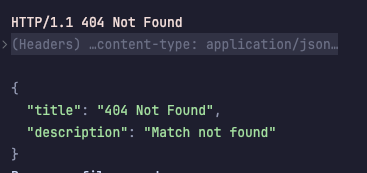 HTTP/1.1 404 Not Found
(Headers) …content-type: application/json…
{
"title": "404 Not Found",
"description": "Match not found"
}